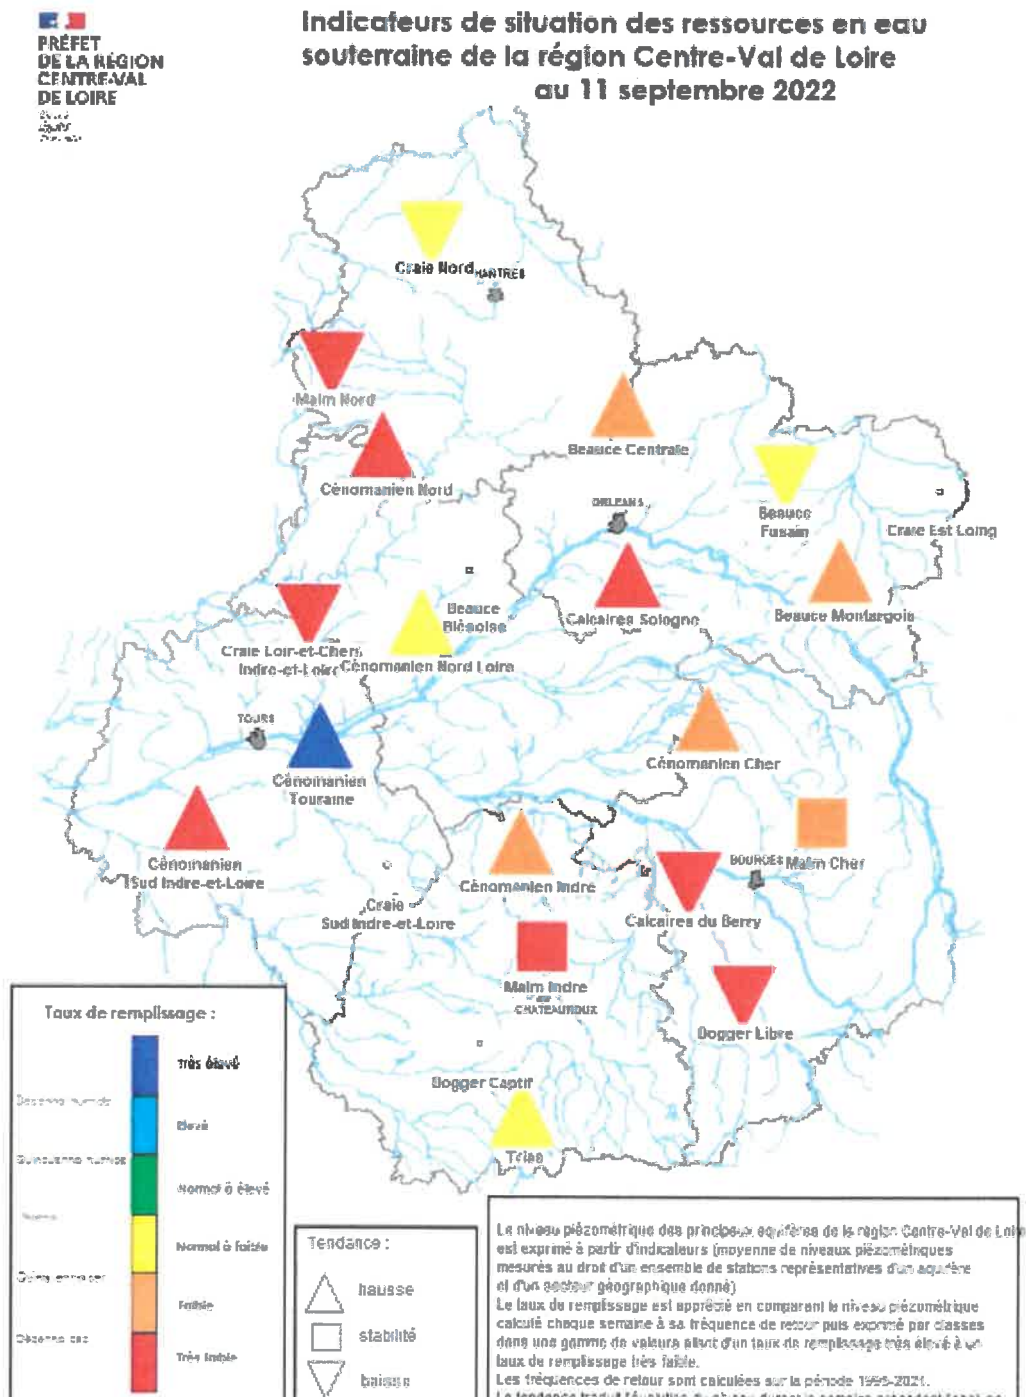 PRÉFET
DE LA RÉGION
CENTRE-VAL
DE LOIRE
Indicateurs de situation des ressources en eau
souterraine de la région Centre-Val de Loire
au 11 septembre 2022
Craie Nord
HARTRES
Malm Nord
Cénomanien Nord
Beauce Centrale
Beauce
Fusain
Craie Est Loing
ORLEANS
Calcaires Sologne
Beauce Montargois
Beauce
Blésoise
Craie Loir-et-Cher
Indre-et-Loire
Cénomanien Nord Loire
TOURS
Cénomanien
Touraine
Cénomanien Cher
Cénomanien
Sud Indre-et-Loire
Craie
Sud Indre-et-Loire
Cénomanien Indre
BOURGES
Malm Cher
Calcaires du Berry
Malm Indre
CHATEAUROUX
Dogger Libre
Dogger Captif
Trias
Taux de remplissage :
Très élevé
Elevé
Normal à élevé
Normal à faible
Faible
Très faible
Tendance :
hausse
stabilité
baisse
Le niveau piézométrique des principaux aquifères de la région Centre-Val de Loire
est exprimé à partir d'indicateurs (moyenne de niveaux piézométriques
mesurés au droit d'un ensemble de stations représentatives d'un aquifère
et d'un secteur géographique donné)
Le taux de remplissage est apprécié en comparant le niveau piézométrique
calculé chaque semaine à sa fréquence de retour puis exprimé par classes
dans une gamme de valeurs allant d'un taux de remplissage très élevé à un
taux de remplissage très faible.
Les fréquences de retour sont calculées sur la période 1995-2021.